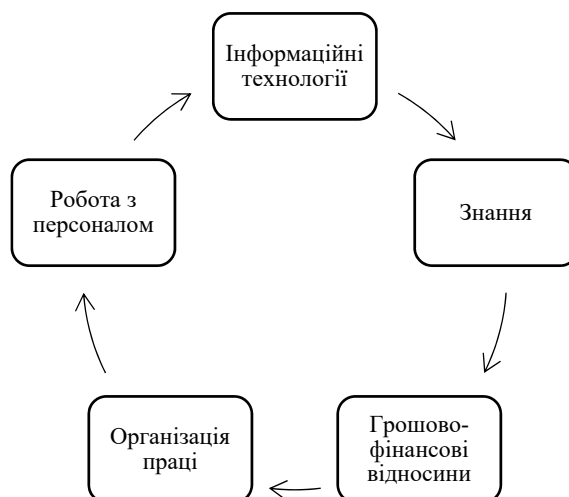 Інформаційні
технології
Знання
Грошово-
фінансові
відносини
Організація
праці
Робота з
персоналом